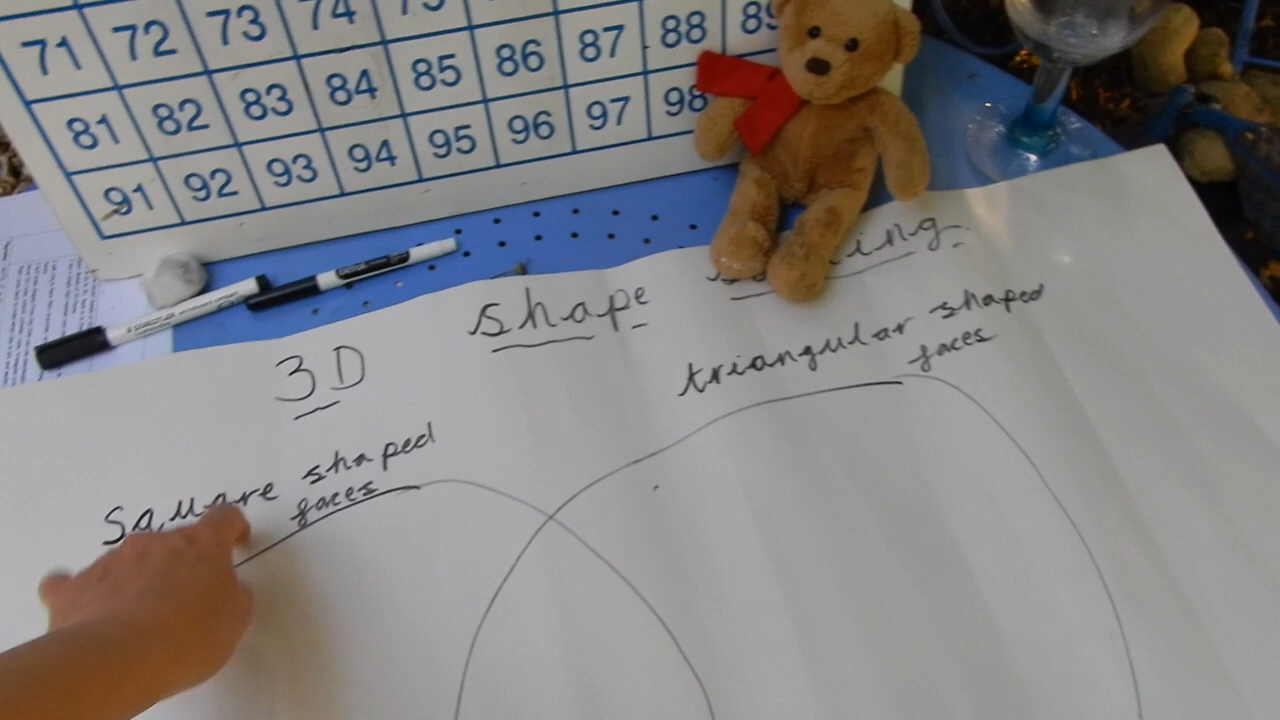 71 72 73 74
81 82 83 84 85 86 87 88 89
91 92 93 94 95 96 97 98
3D shape
Square shaped
faces
triangular shaped
faces